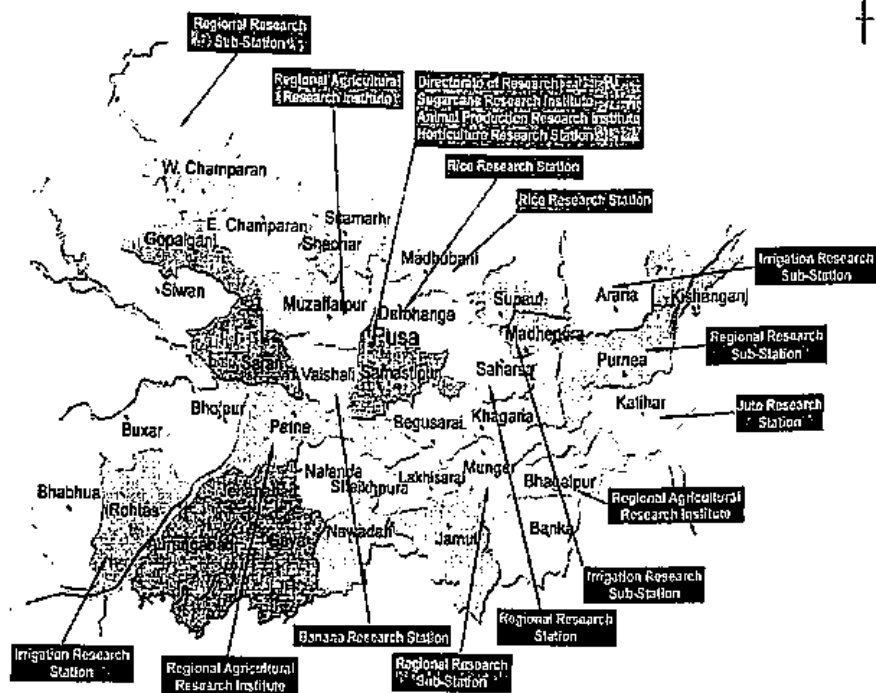 Regional Research
Sub-Station
Regional Agricultural
Research Institute
Directorate of Research
Sugarcane Research Institute
Animal Production Research Institute
Horticulture Research Station
Rice Research Station
Rice Research Station
W. Champaran
E. Champaran
Sheohar
Gopalganj
Madhubani
Irrigation Research
Sub-Station
Siwan
Muzaffarpur
Supaul
Araria
Kishanganj
Pusa
Madhepura
Regional Research
Sub-Station
Purnea
Vaishali
Samastipur
Saharsa
Katihar
Jute Research
Station
Bhojpur
Buxar
Patna
Begusarai
Khagaria
Bhabhua
Rohtas
Nalanda
Sheikhpura
Lakhisarai
Munger
Bhagalpur
Regional Agricultural
Research Institute
Aurangabad
Gaya
Nawadah
Jamui
Banka
Irrigation Research
Sub-Station
Regional Research
Station
Banana Research Station
Irrigation Research
Station
Regional Agricultural
Research Institute
Regional Research
Sub-Station